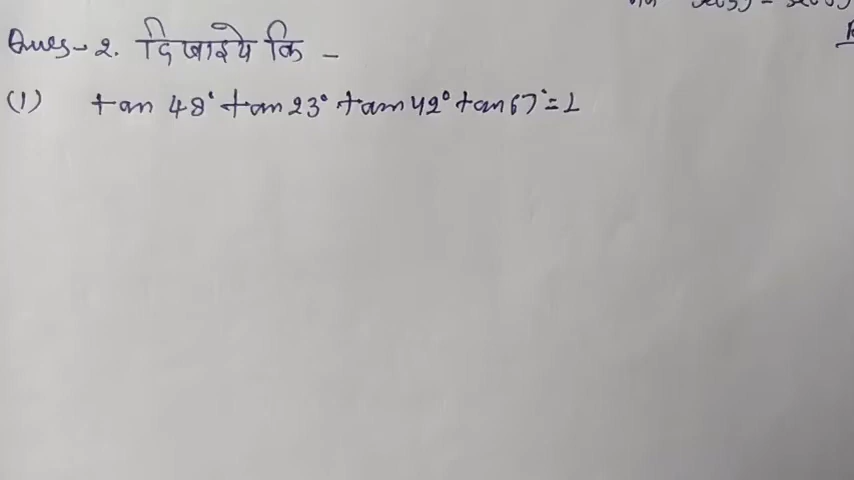 Ques-2. दिखाइये कि -
(1) tan 48° tan 23° tan 42° tan 67° = 1